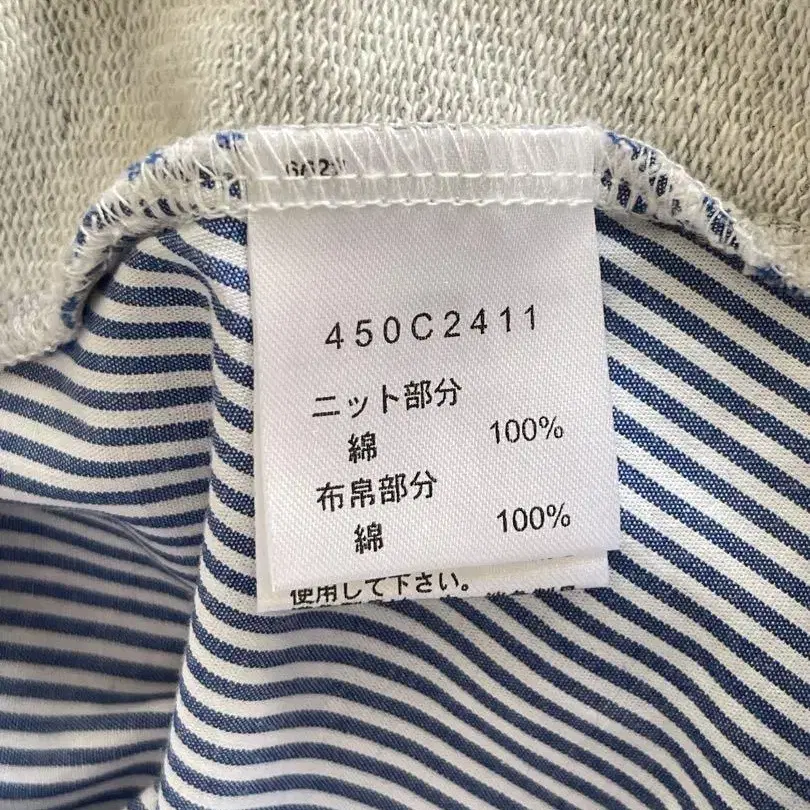 450C2411
ニット部分
綿 100%
布帛部分
綿 100%
使用して下さい。